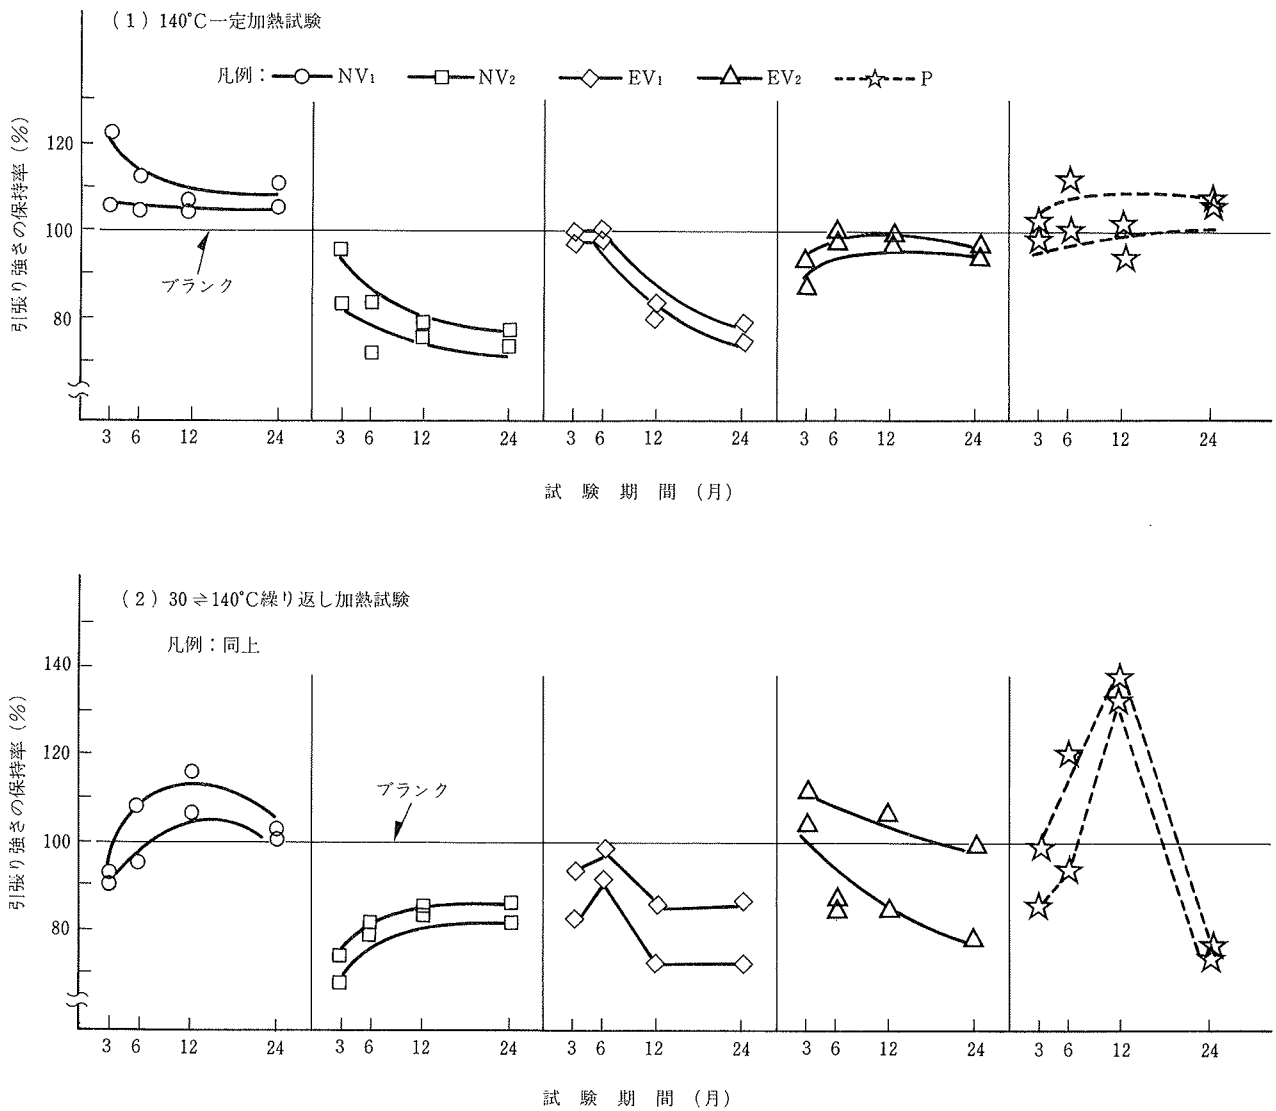 (1) 140℃一定加熱試験
凡例: NV₁ NV₂ EV₁ EV₂ P
引張り強さの保持率 (%)
120
100
80
ブランク
3 6 12 24 3 6 12 24 3 6 12 24 3 6 12 24 3 6 12 24
試験期間 (月)
(2) 30⇌140℃繰り返し加熱試験
凡例:同上
引張り強さの保持率 (%)
140
120
100
80
ブランク
3 6 12 24 3 6 12 24 3 6 12 24 3 6 12 24 3 6 12 24
試験期間 (月)